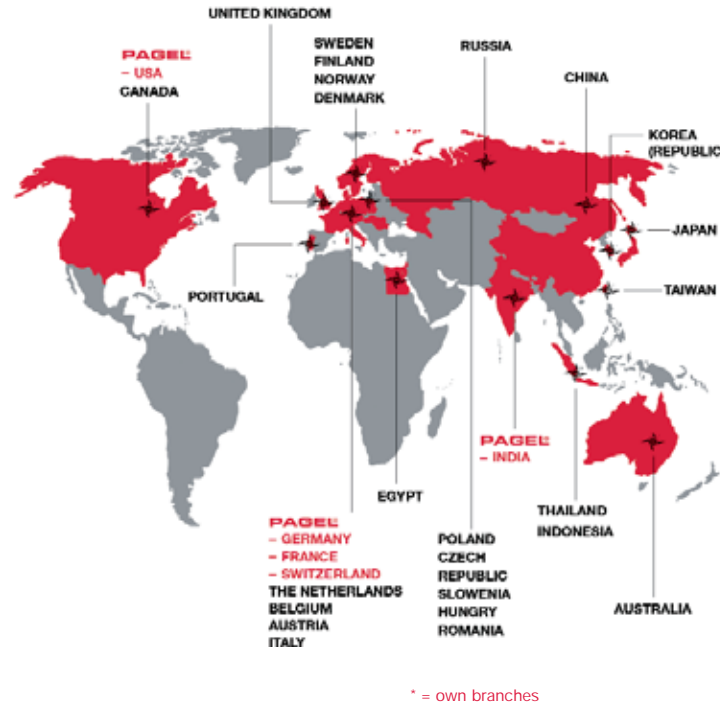 UNITED KINGDOM
PAGEL®
– USA
CANADA
SWEDEN
FINLAND
NORWAY
DENMARK
RUSSIA
CHINA
KOREA
(REPUBLIC
JAPAN
TAIWAN
PORTUGAL
PAGEL®
– INDIA
EGYPT
THAILAND
INDONESIA
PAGEL®
– GERMANY
– FRANCE
– SWITZERLAND
THE NETHERLANDS
BELGIUM
AUSTRIA
ITALY
POLAND
CZECH
REPUBLIC
SLOWENIA
HUNGRY
ROMANIA
AUSTRALIA
* = own branches